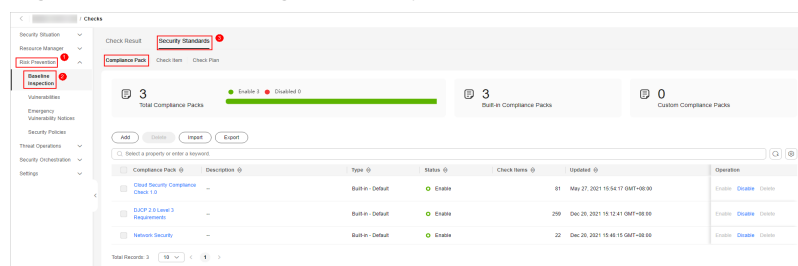 / Checks
Security Situation
Resource Manager
Risk Prevention
1
Baseline
Inspection
2
Vulnerabilities
Emergency
Vulnerability Notices
Security Policies
Threat Operations
Security Orchestration
Settings
Check Result Security Standards 3
Compliance Pack Check Item Check Plan
3
Total Compliance Packs
Enable 3 Disabled 0
3
Built-in Compliance Packs
0
Custom Compliance Packs
Add Delete Import Export
Select a property or enter a keyword.
Compliance Pack Description Type Status Check Items Updated Operation
Cloud Security Compliance
Check 1.0
-- Built-in - Default Enable 81 May 27, 2021 15:54:17 GMT+08:00 Enable Disable Delete
DJCP 2.0 Level 3
Requirements
-- Built-in - Default Enable 259 Dec 20, 2021 15:12:41 GMT+08:00 Enable Disable Delete
Network Security -- Built-in - Default Enable 22 Dec 20, 2021 15:46:15 GMT+08:00 Enable Disable Delete
Total Records: 3 10 1